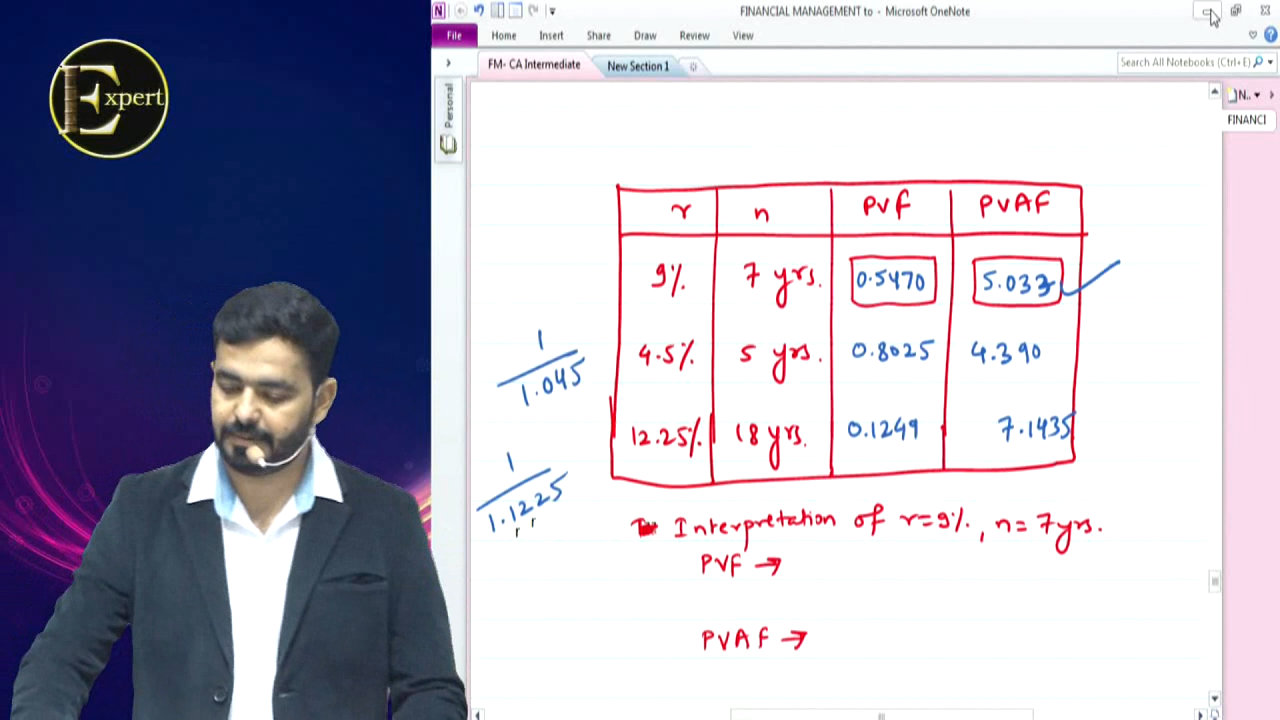 Expert
FINANCIAL MANAGEMENT to - Microsoft OneNote
File Home Insert Share Draw Review View
FM- CA Intermediate New Section 1
Search All Notebooks (Ctrl+E)
Personal
N..
FINANCI
r n PVF PVAF
9% 7 yrs. 0.5470 5.033
4.5% 5 yrs. 0.8025 4.390
12.25% 18 yrs. 0.1249 7.1435
1
1.045
1
1.1225
Interpretation of r=9%, n=7yrs.
PVF →
PVAF →